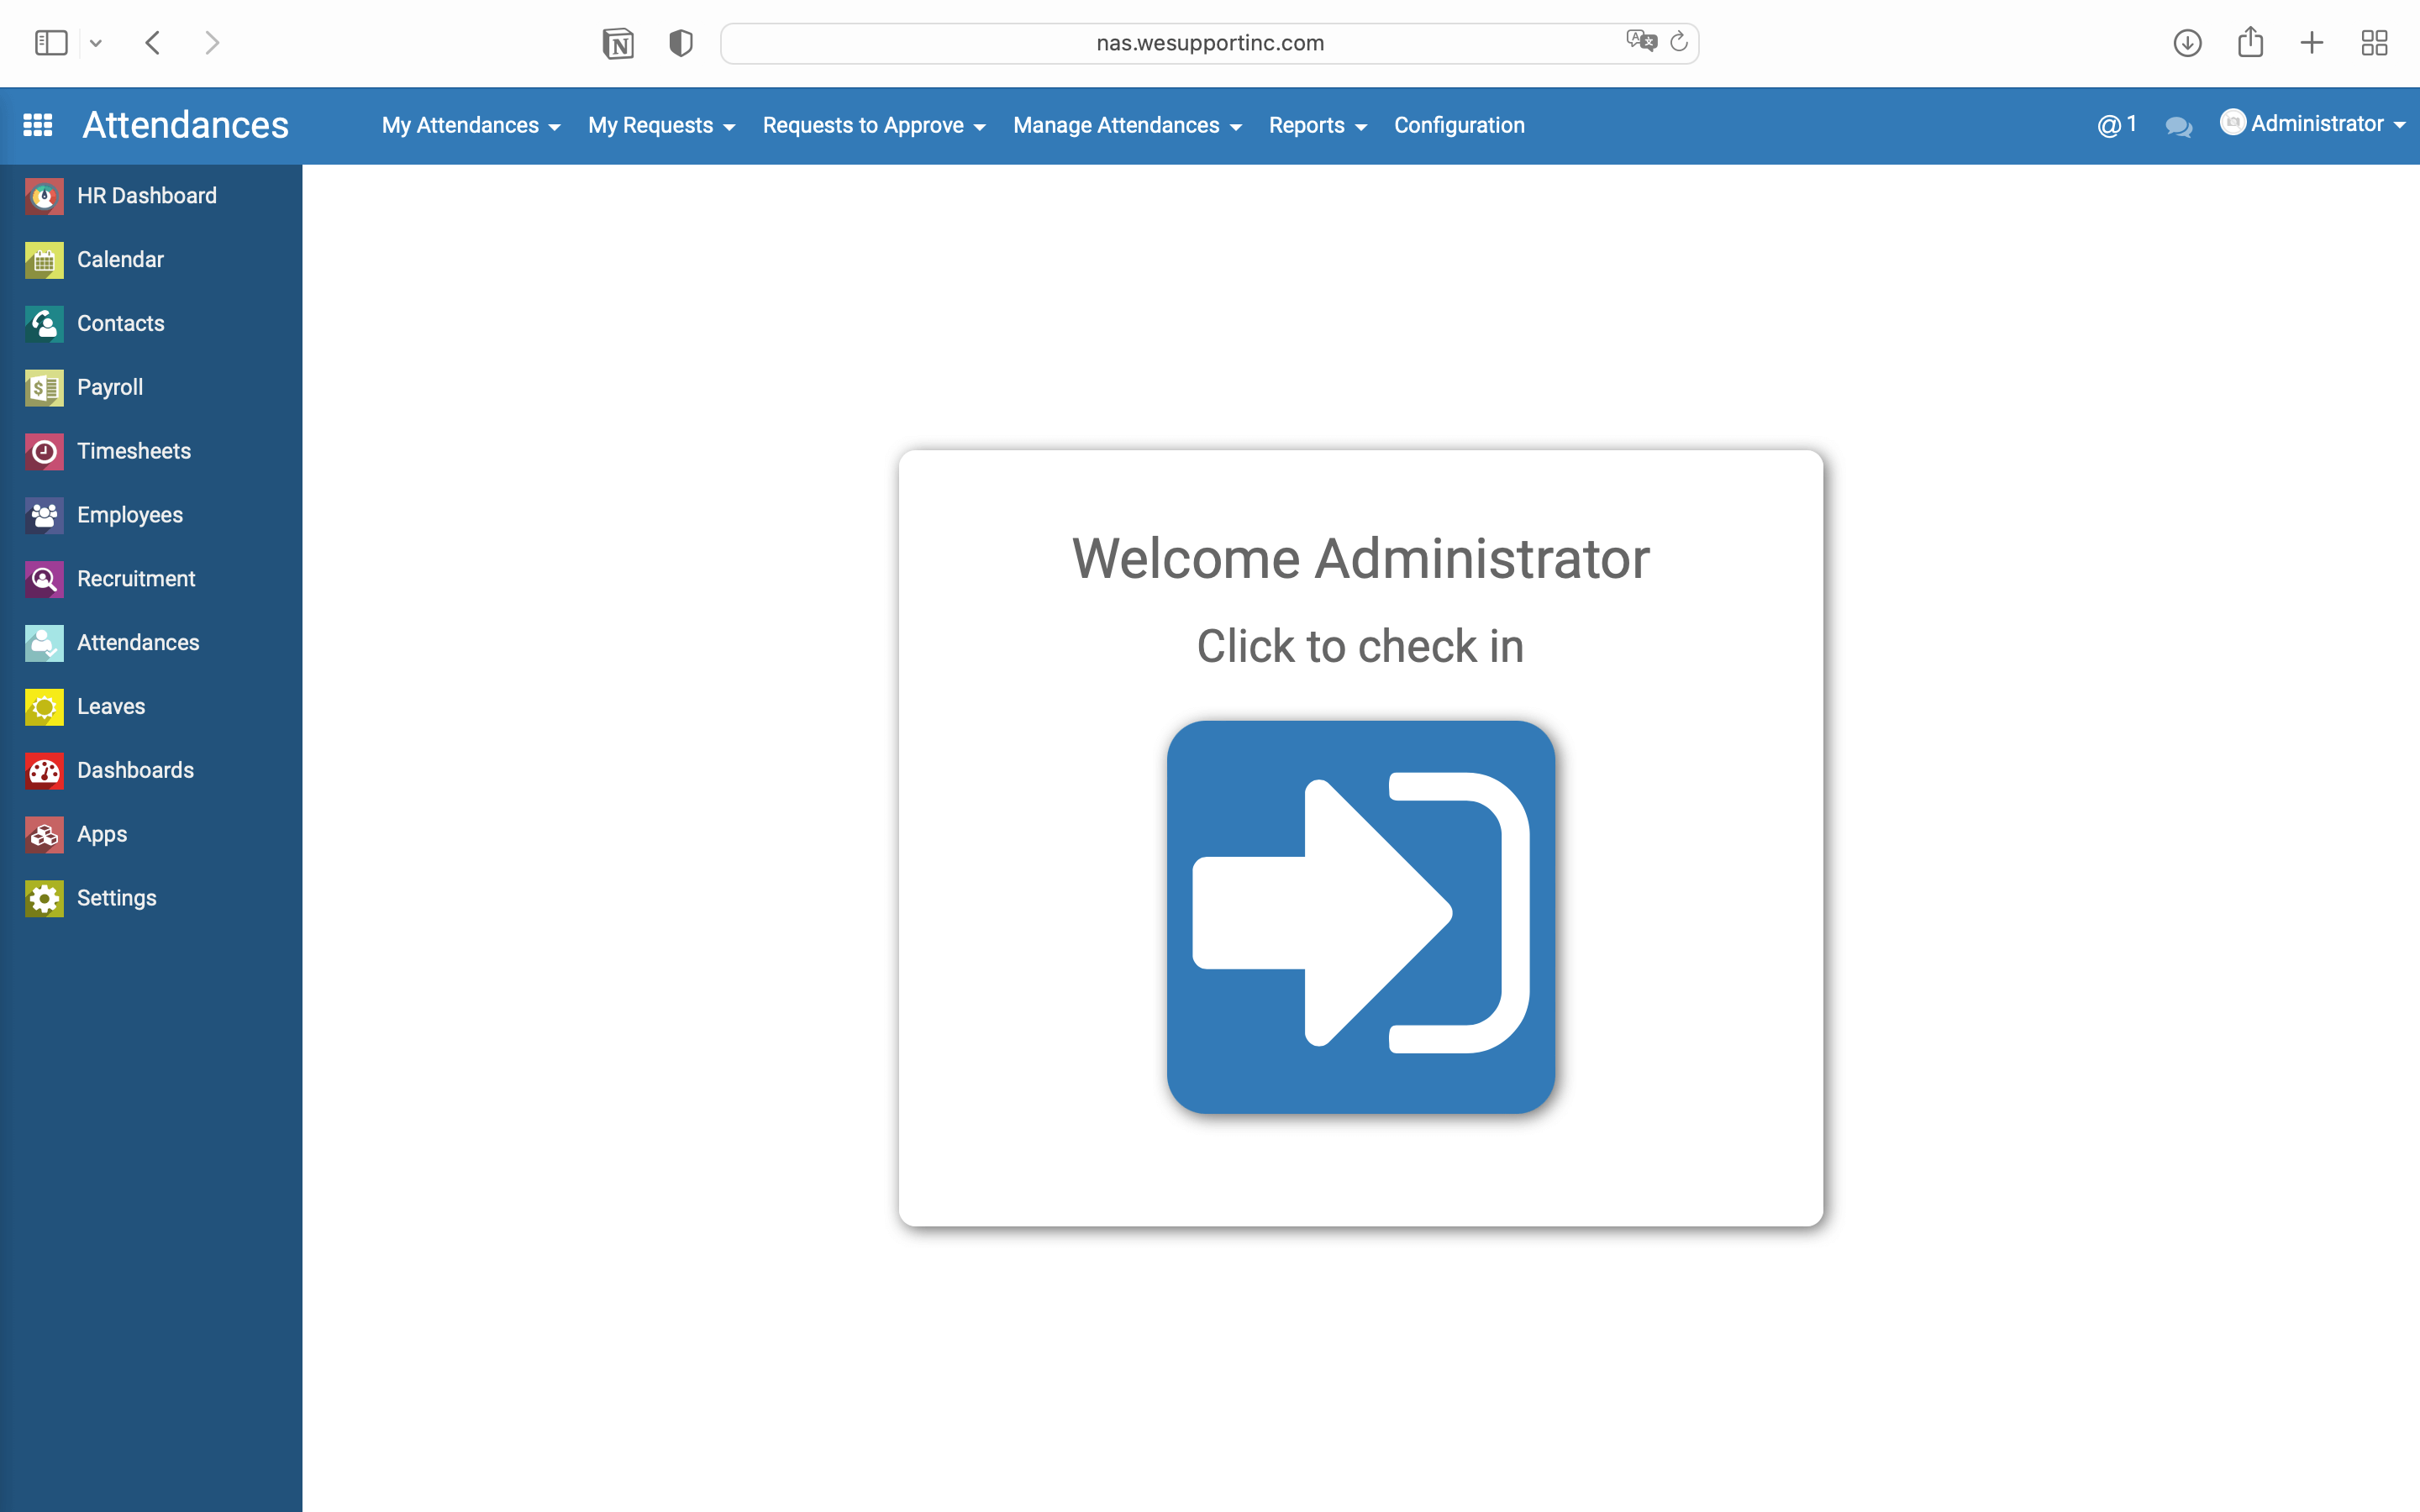 nas.wesupportinc.com
Attendances
My Attendances
My Requests
Requests to Approve
Manage Attendances
Reports
Configuration
@ 1
Administrator
HR Dashboard
Calendar
Contacts
Payroll
Timesheets
Employees
Recruitment
Attendances
Leaves
Dashboards
Apps
Settings
Welcome Administrator
Click to check in